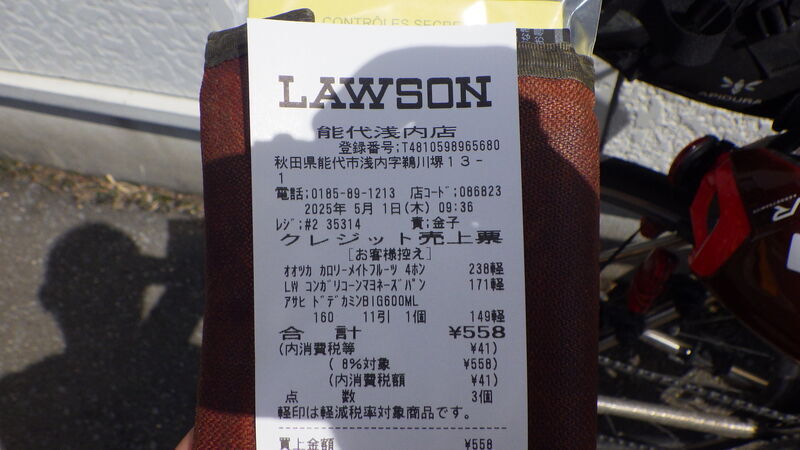 CONTRÔLES SECRE
LAWSON
能代浅内店
登録番号:T4810598965680
秋田県能代市浅内字鵜川堺１３－
１
電話:0185-89-1213 店コード:086823
2025年 5月 1日(木) 09:36
レジ:#2 35314 責:金子
クレジット売上票
[お客様控え]
オオツカ カロリーメイトフルーツ 4ホン 238軽
LW コンガリコーンマヨネーズパン 171軽
アサヒ ドデカミンBIG600ML
160 11引 1個 149軽
合 計 ¥558
(内消費税等 ¥41)
( 8%対象 ¥558)
(内消費税額 ¥41)
点 数 3個
軽印は軽減税率対象商品です。
買上金額 ¥558
APIDURA